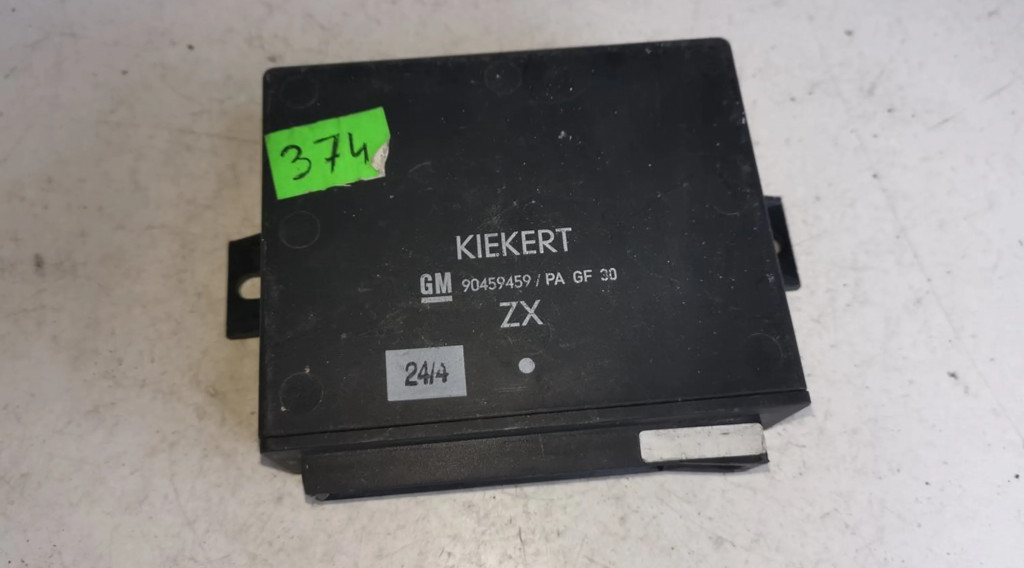 374
KIEKERT
GM 90459459 / PA GF 30
ZX
24/4